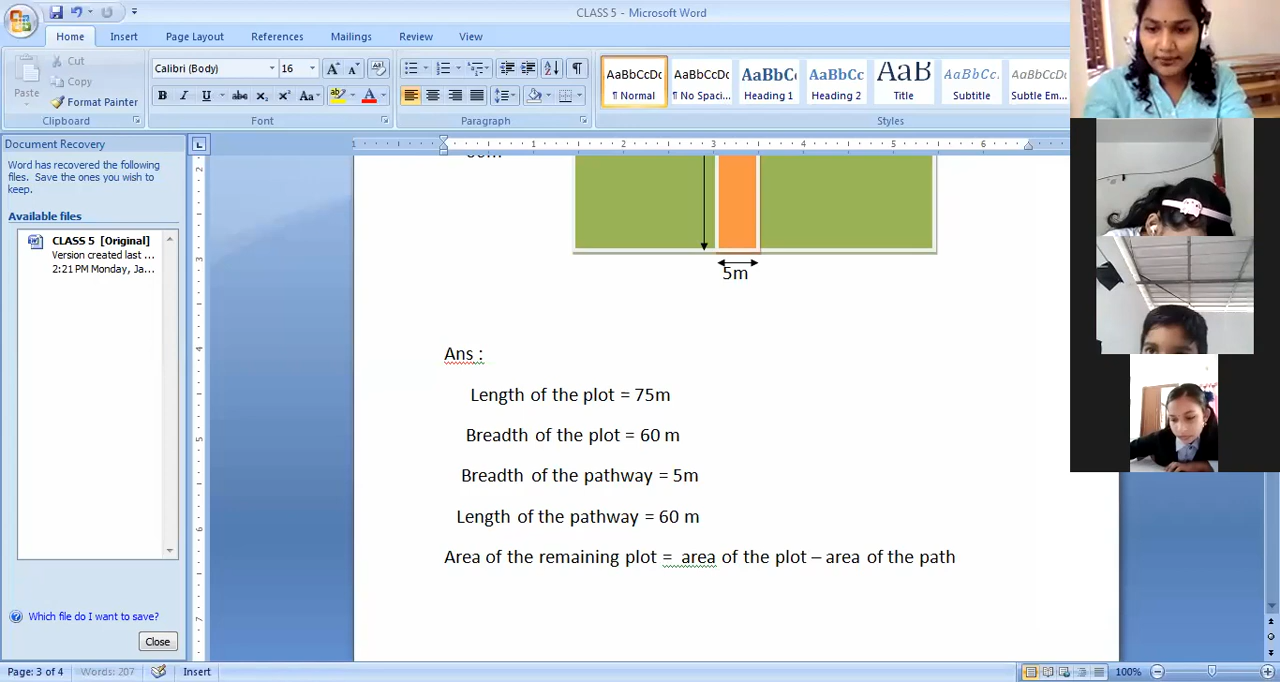 CLASS 5 - Microsoft Word
Home Insert Page Layout References Mailings Review View
Cut
Copy
Paste
Format Painter
Clipboard
Calibri (Body) 16
Font
Paragraph
AaBbCcDc AaBbCcDc AaBbC AaBbCc AaB AaBbCc. AaBbCcDc
¶ Normal ¶ No Spaci... Heading 1 Heading 2 Title Subtitle Subtle Em...
Styles
Document Recovery
Word has recovered the following
files. Save the ones you wish to
keep.
Available files
CLASS 5 [Original]
Version created last ...
2:21 PM Monday, Ja...
Which file do I want to save?
Close
5m
Ans :
Length of the plot = 75m
Breadth of the plot = 60 m
Breadth of the pathway = 5m
Length of the pathway = 60 m
Area of the remaining plot = area of the plot – area of the path
Page: 3 of 4 Words: 207 Insert 100%